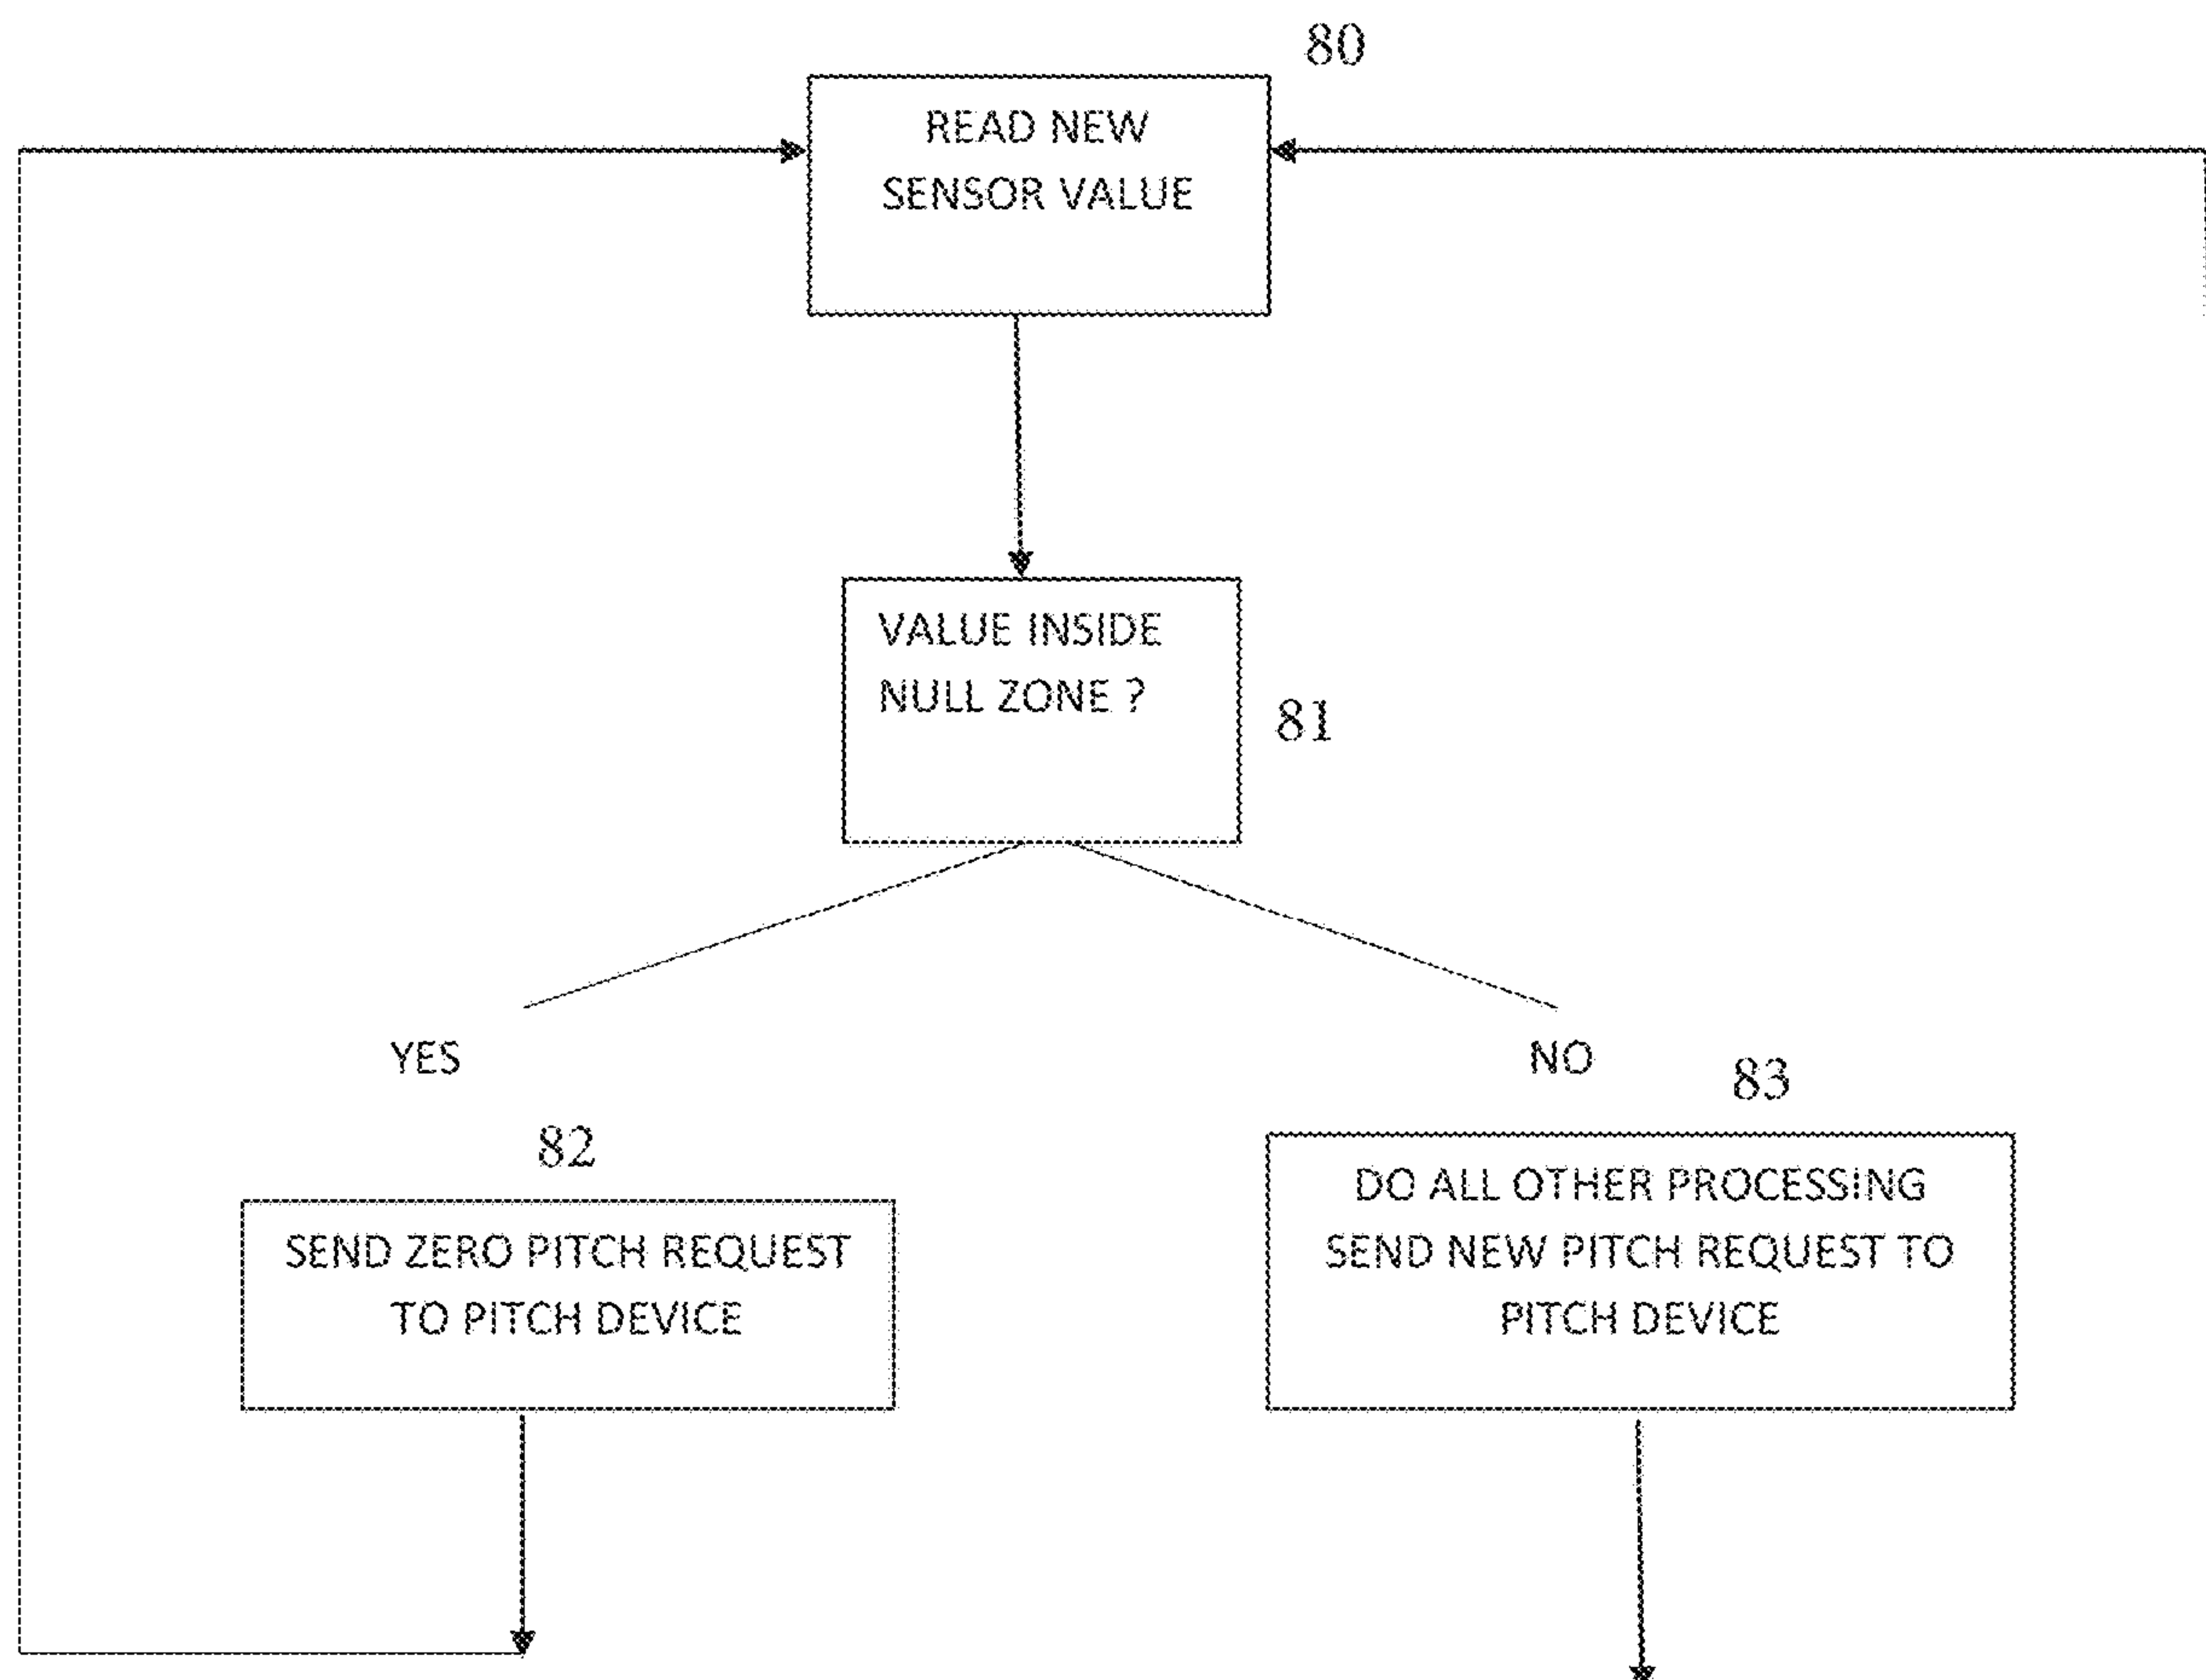 80
READ NEW
SENSOR VALUE
VALUE INSIDE
NULL ZONE ?
81
YES
NO
83
82
DO ALL OTHER PROCESSING
SEND NEW PITCH REQUEST TO
PITCH DEVICE
SEND ZERO PITCH REQUEST
TO PITCH DEVICE